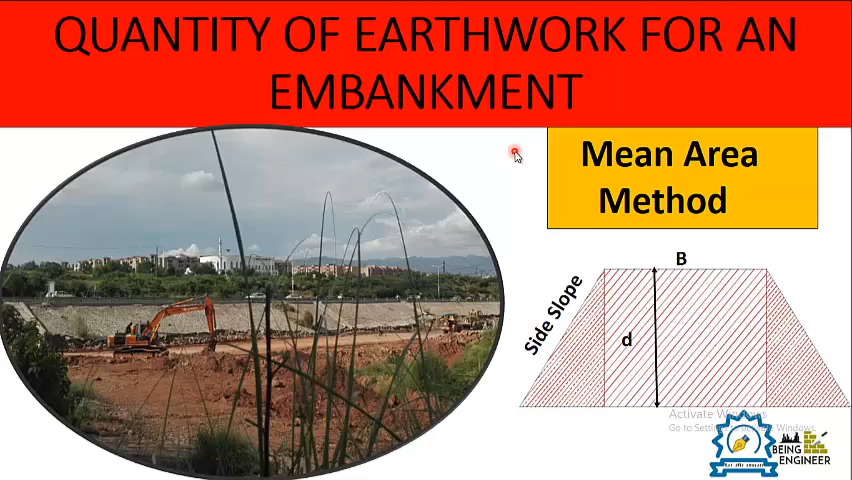 QUANTITY OF EARTHWORK FOR AN
EMBANKMENT
Mean Area
Method
B
Side Slope
d
Activate Windows
Go to Settings to activate Windows.
BEING
ENGINEER